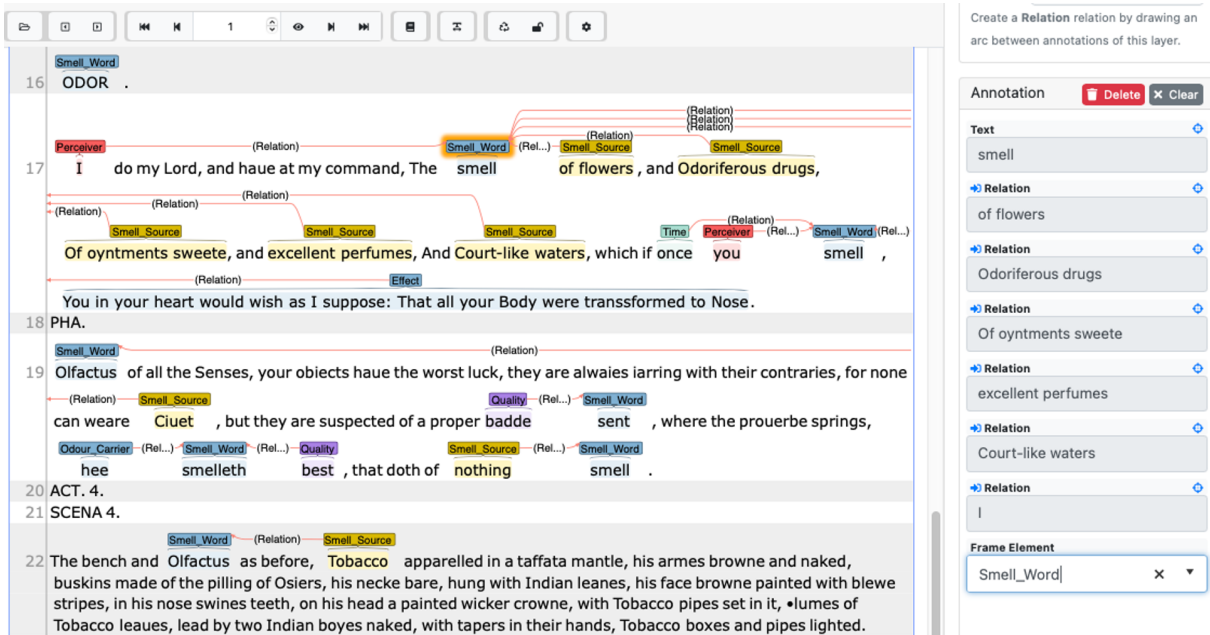 1
Smell_Word
16 ODOR .
(Relation)
(Relation)
(Relation)
(Relation)
Perceiver (Relation) Smell_Word (Rel...) Smell_Source Smell_Source
17 I do my Lord, and haue at my command, The smell of flowers , and Odoriferous drugs,
(Relation)
(Relation)
(Relation) (Relation)
Smell_Source Smell_Source Smell_Source Time Perceiver (Rel...) Smell_Word (Rel...)
Of oyntments sweete, and excellent perfumes, And Court-like waters, which if once you smell ,
(Relation) Effect
You in your heart would wish as I suppose: That all your Body were transsformed to Nose.
18 PHA.
Smell_Word (Relation)
19 Olfactus of all the Senses, your obiects haue the worst luck, they are alwaies iarring with their contraries, for none
(Relation) Smell_Source Quality (Rel...) Smell_Word
can weare Ciuet , but they are suspected of a proper badde sent , where the prouerbe springs,
Odour_Carrier (Rel...) Smell_Word (Rel...) Quality Smell_Source (Rel...) Smell_Word
hee smelleth best , that doth of nothing smell .
20 ACT. 4.
21 SCENA 4.
Smell_Word (Relation) Smell_Source
22 The bench and Olfactus as before, Tobacco apparelled in a taffata mantle, his armes browne and naked,
buskins made of the pilling of Osiers, his necke bare, hung with Indian leanes, his face browne painted with blewe
stripes, in his nose swines teeth, on his head a painted wicker crowne, with Tobacco pipes set in it, •lumes of
Tobacco leaues, lead by two Indian boyes naked, with tapers in their hands, Tobacco boxes and pipes lighted.
Create a Relation relation by drawing an
arc between annotations of this layer.
Annotation Delete Clear
Text
smell
Relation
of flowers
Relation
Odoriferous drugs
Relation
Of oyntments sweete
Relation
excellent perfumes
Relation
Court-like waters
Relation
I
Frame Element
Smell_Word